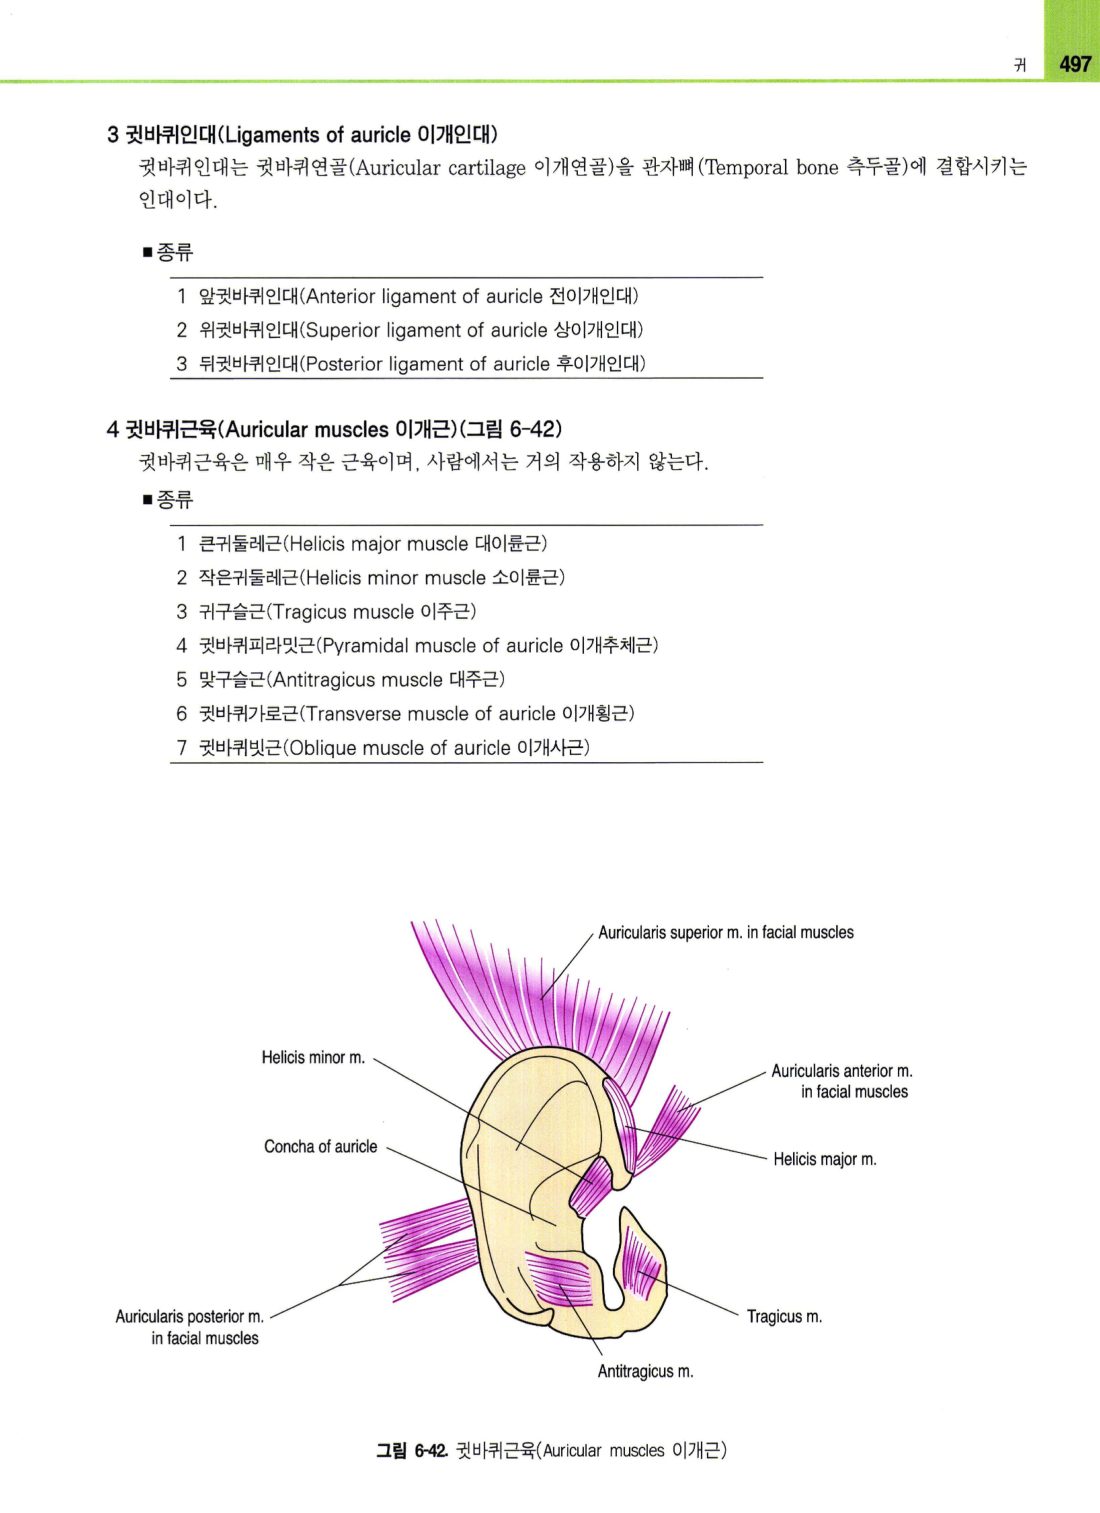 귀 497
3 귓바퀴인대(Ligaments of auricle 이개인대)
귓바퀴인대는 귓바퀴연골(Auricular cartilage 이개연골)을 관자뼈(Temporal bone 측두골)에 결합시키는
인대이다.
■ 종류
1 앞귓바퀴인대(Anterior ligament of auricle 전이개인대)
2 위귓바퀴인대(Superior ligament of auricle 상이개인대)
3 뒤귓바퀴인대(Posterior ligament of auricle 후이개인대)
4 귓바퀴근육(Auricular muscles 이개근)(그림 6-42)
귓바퀴근육은 매우 작은 근육이며, 사람에서는 거의 작용하지 않는다.
■ 종류
1 큰귀둘레근(Helicis major muscle 대이륜근)
2 작은귀둘레근(Helicis minor muscle 소이륜근)
3 귀구슬근(Tragicus muscle 이주근)
4 귓바퀴피라밋근(Pyramidal muscle of auricle 이개추체근)
5 맞구슬근(Antitragicus muscle 대주근)
6 귓바퀴가로근(Transverse muscle of auricle 이개횡근)
7 귓바퀴빗근(Oblique muscle of auricle 이개사근)
Auricularis superior m. in facial muscles
Helicis minor m.
Auricularis anterior m.
in facial muscles
Concha of auricle
Helicis major m.
Auricularis posterior m.
in facial muscles
Tragicus m.
Antitragicus m.
그림 6-42. 귓바퀴근육(Auricular muscles 이개근)